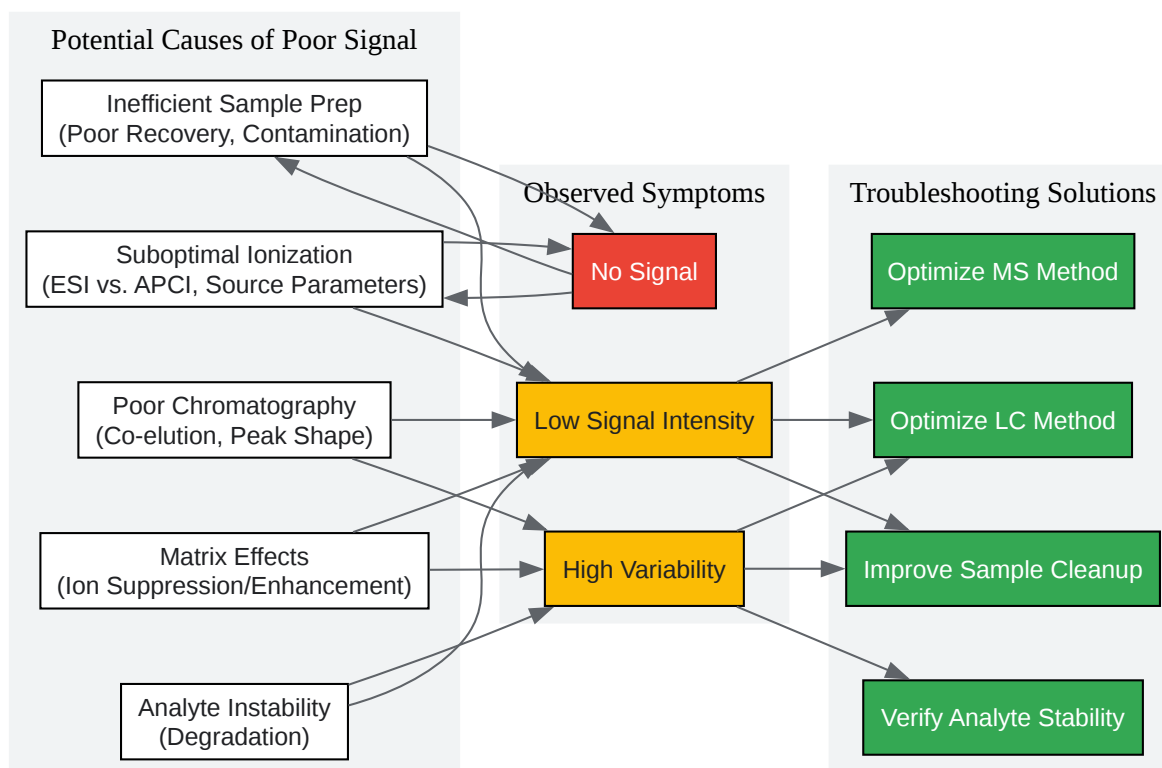 Potential Causes of Poor Signal
Inefficient Sample Prep
(Poor Recovery, Contamination)
Suboptimal Ionization
(ESI vs. APCI, Source Parameters)
Poor Chromatography
(Co-elution, Peak Shape)
Matrix Effects
(Ion Suppression/Enhancement)
Analyte Instability
(Degradation)
Observed Symptoms
No Signal
Low Signal Intensity
High Variability
Troubleshooting Solutions
Optimize MS Method
Optimize LC Method
Improve Sample Cleanup
Verify Analyte Stability